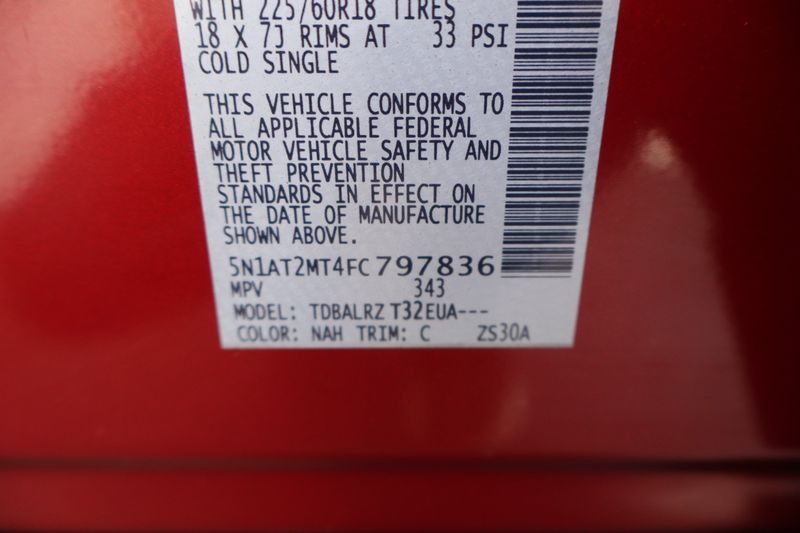 WITH 225/60R18 TIRES
18 X 7J RIMS AT 33 PSI
COLD SINGLE
THIS VEHICLE CONFORMS TO
ALL APPLICABLE FEDERAL
MOTOR VEHICLE SAFETY AND
THEFT PREVENTION
STANDARDS IN EFFECT ON
THE DATE OF MANUFACTURE
SHOWN ABOVE.
5N1AT2MT4FC797836
MPV 343
MODEL: TDBALRZ T32EUA---
COLOR: NAH TRIM: C ZS30A